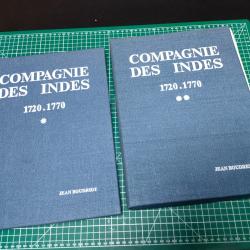 COMPAGNIE
DES INDES
1720.1770
*
JEAN BOUDRIOT
COMPAGNIE
DES INDES
1720.1770
**
JEAN BOUDRIOT